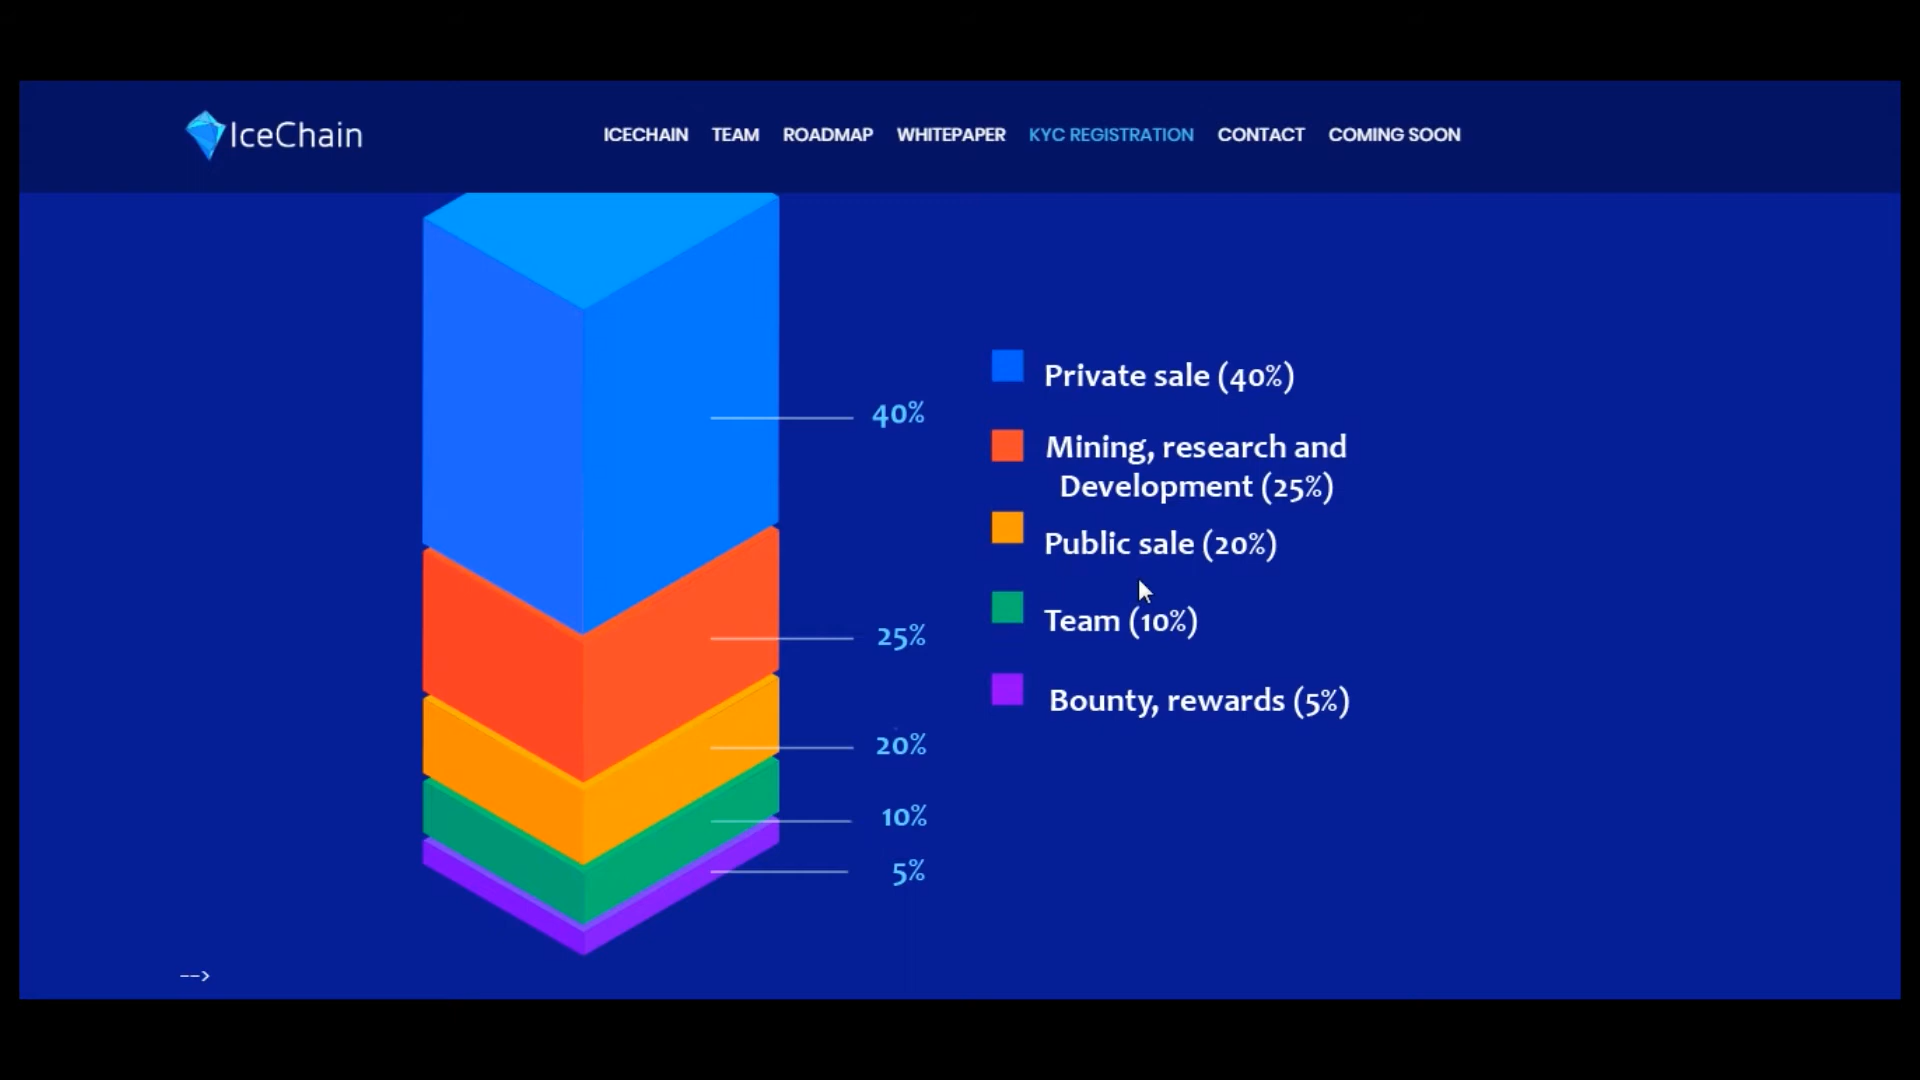 IceChain
ICECHAIN TEAM ROADMAP WHITEPAPER KYC REGISTRATION CONTACT COMING SOON
40%
25%
20%
10%
5%
Private sale (40%)
Mining, research and
Development (25%)
Public sale (20%)
Team (10%)
Bounty, rewards (5%)
-->